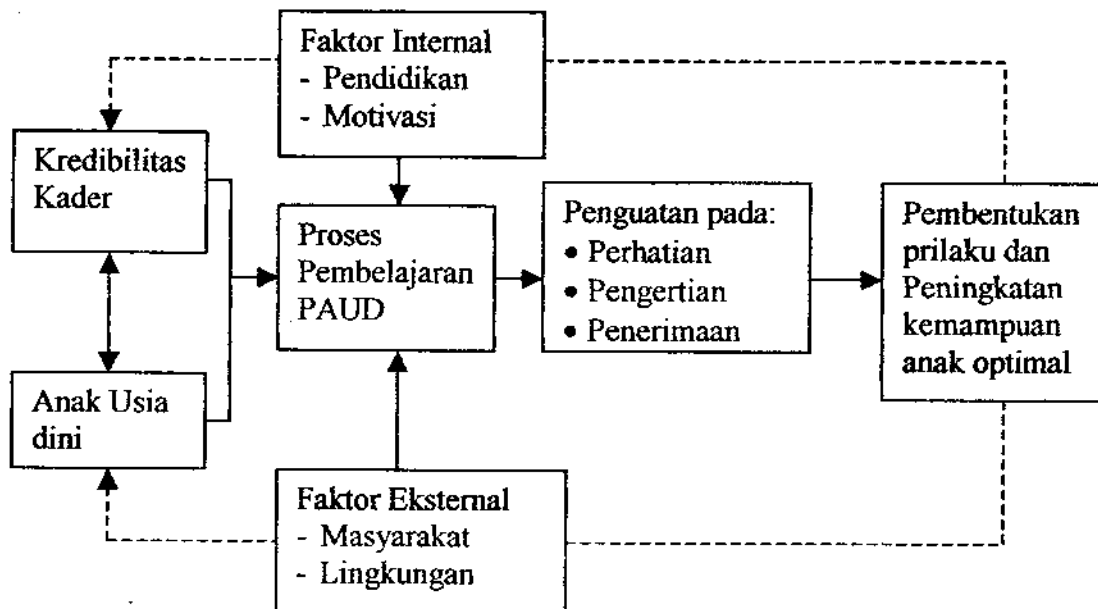 Faktor Internal
- Pendidikan
- Motivasi
Kredibilitas
Kader
Proses
Pembelajaran
PAUD
Penguatan pada:
• Perhatian
• Pengertian
• Penerimaan
Pembentukan
prilaku dan
Peningkatan
kemampuan
anak optimal
Anak Usia
dini
Faktor Eksternal
- Masyarakat
- Lingkungan